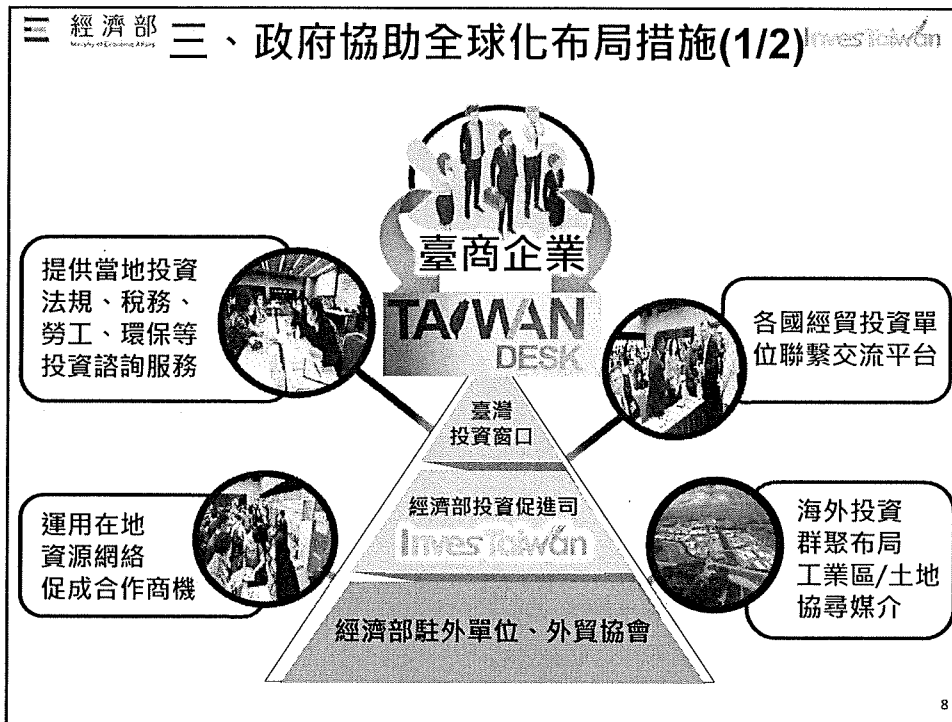 經濟部
Ministry of Economic Affairs
三、政府協助全球化布局措施(1/2)
InvesTaiwan
臺商企業
TAIWAN
DESK
提供當地投資
法規、稅務、
勞工、環保等
投資諮詢服務
各國經貿投資單
位聯繫交流平台
臺灣
投資窗口
經濟部投資促進司
InvesTaiwan
運用在地
資源網絡
促成合作商機
海外投資
群聚布局
工業區/土地
協尋媒介
經濟部駐外單位、外貿協會
8